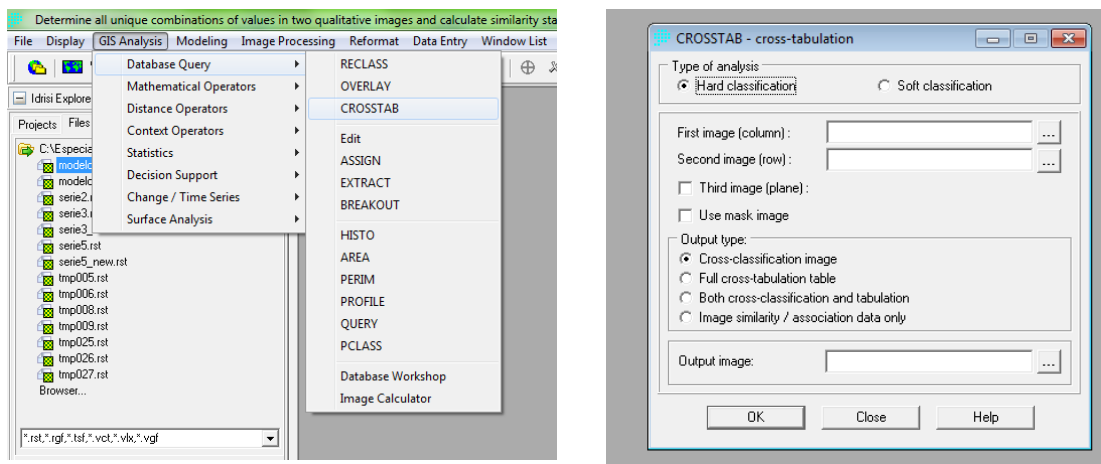 Determine all unique combinations of values in two qualitative images and calculate similarity sta
File Display GIS Analysis Modeling Image Processing Reformat Data Entry Window List
Idrisi Explore
Projects Files
C:\Especia
modelo
modelo
serie2.r
serie3.r
serie3_
serie5.rst
serie5_new.rst
tmp005.rst
tmp006.rst
tmp008.rst
tmp009.rst
tmp025.rst
tmp026.rst
tmp027.rst
Browser...
*.rst,*.rgf,*.tsf,*.vct,*.vlx,*.vgf
Database Query
Mathematical Operators
Distance Operators
Context Operators
Statistics
Decision Support
Change / Time Series
Surface Analysis
RECLASS
OVERLAY
CROSSTAB
Edit
ASSIGN
EXTRACT
BREAKOUT
HISTO
AREA
PERIM
PROFILE
QUERY
PCLASS
Database Workshop
Image Calculator
CROSSTAB - cross-tabulation
Type of analysis
Hard classification Soft classification
First image (column) : ...
Second image (row) : ...
Third image (plane) :
Use mask image
Output type:
Cross-classification image
Full cross-tabulation table
Both cross-classification and tabulation
Image similarity / association data only
Output image: ...
OK Close Help